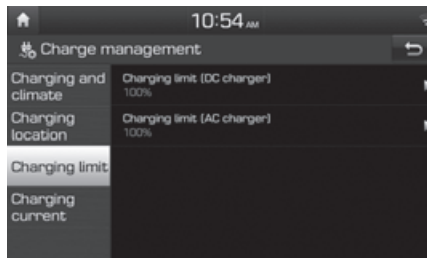 10:54 AM
Charge management
Charging and
climate
Charging limit (DC charger)
100%
Charging
location
Charging limit (AC charger)
100%
Charging limit
Charging
current